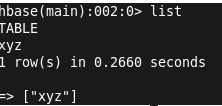 hbase(main):002:0> list
TABLE
xyz
1 row(s) in 0.2660 seconds
=> ["xyz"]